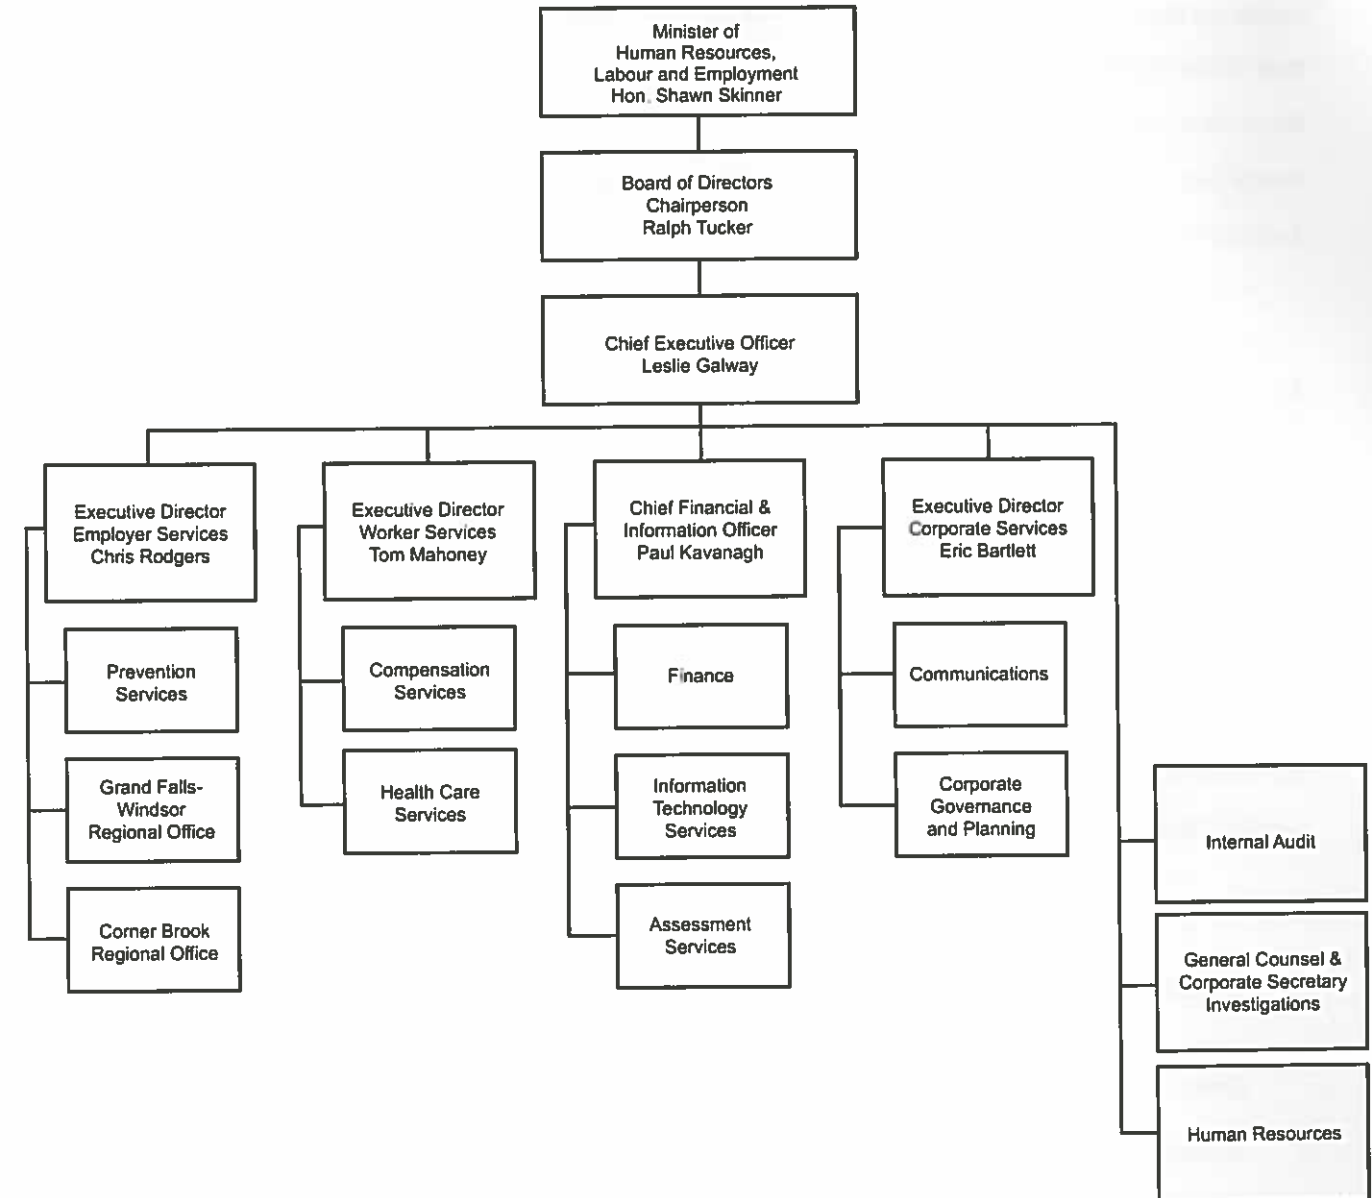 Minister of
Human Resources,
Labour and Employment
Hon. Shawn Skinner
Board of Directors
Chairperson
Ralph Tucker
Chief Executive Officer
Leslie Galway
Executive Director
Employer Services
Chris Rodgers
Executive Director
Worker Services
Tom Mahoney
Chief Financial &
Information Officer
Paul Kavanagh
Executive Director
Corporate Services
Eric Bartlett
Prevention
Services
Grand Falls-
Windsor
Regional Office
Corner Brook
Regional Office
Compensation
Services
Health Care
Services
Finance
Information
Technology
Services
Assessment
Services
Communications
Corporate
Governance
and Planning
Internal Audit
General Counsel &
Corporate Secretary
Investigations
Human Resources